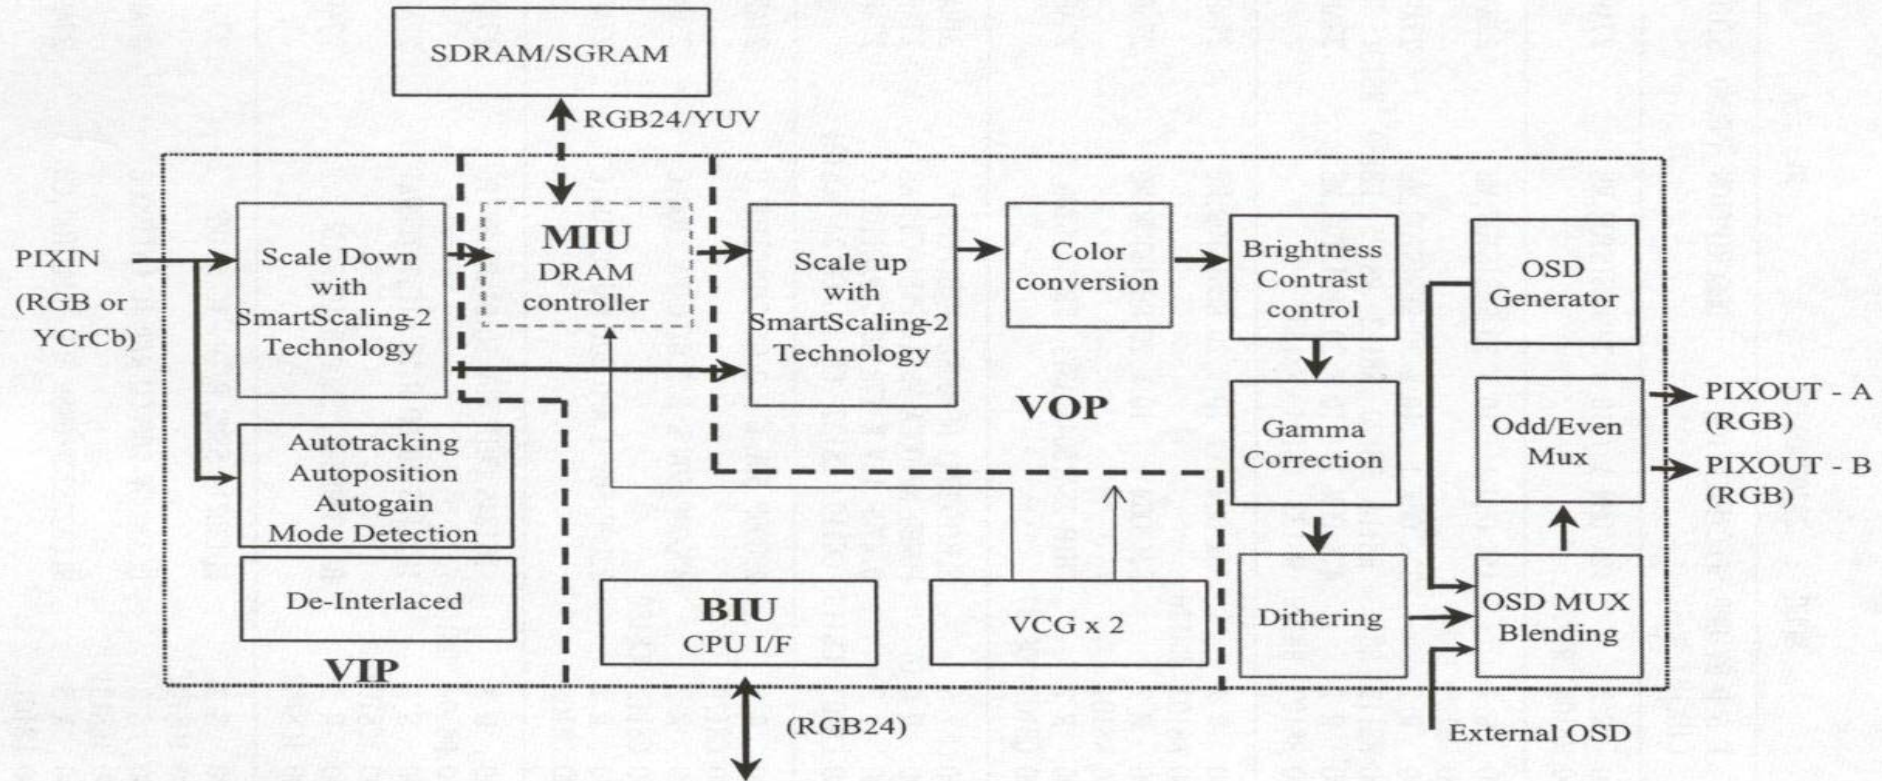 SDRAM/SGRAM
RGB24/YUV
PIXIN
(RGB or
YCrCb)
Scale Down
with
SmartScaling-2
Technology
MIU
DRAM
controller
Scale up
with
SmartScaling-2
Technology
Color
conversion
Brightness
Contrast
control
OSD
Generator
VOP
Gamma
Correction
Odd/Even
Mux
PIXOUT - A
(RGB)
PIXOUT - B
(RGB)
Autotracking
Autoposition
Autogain
Mode Detection
De-Interlaced
VIP
BIU
CPU I/F
VCG x 2
Dithering
OSD MUX
Blending
(RGB24)
External OSD